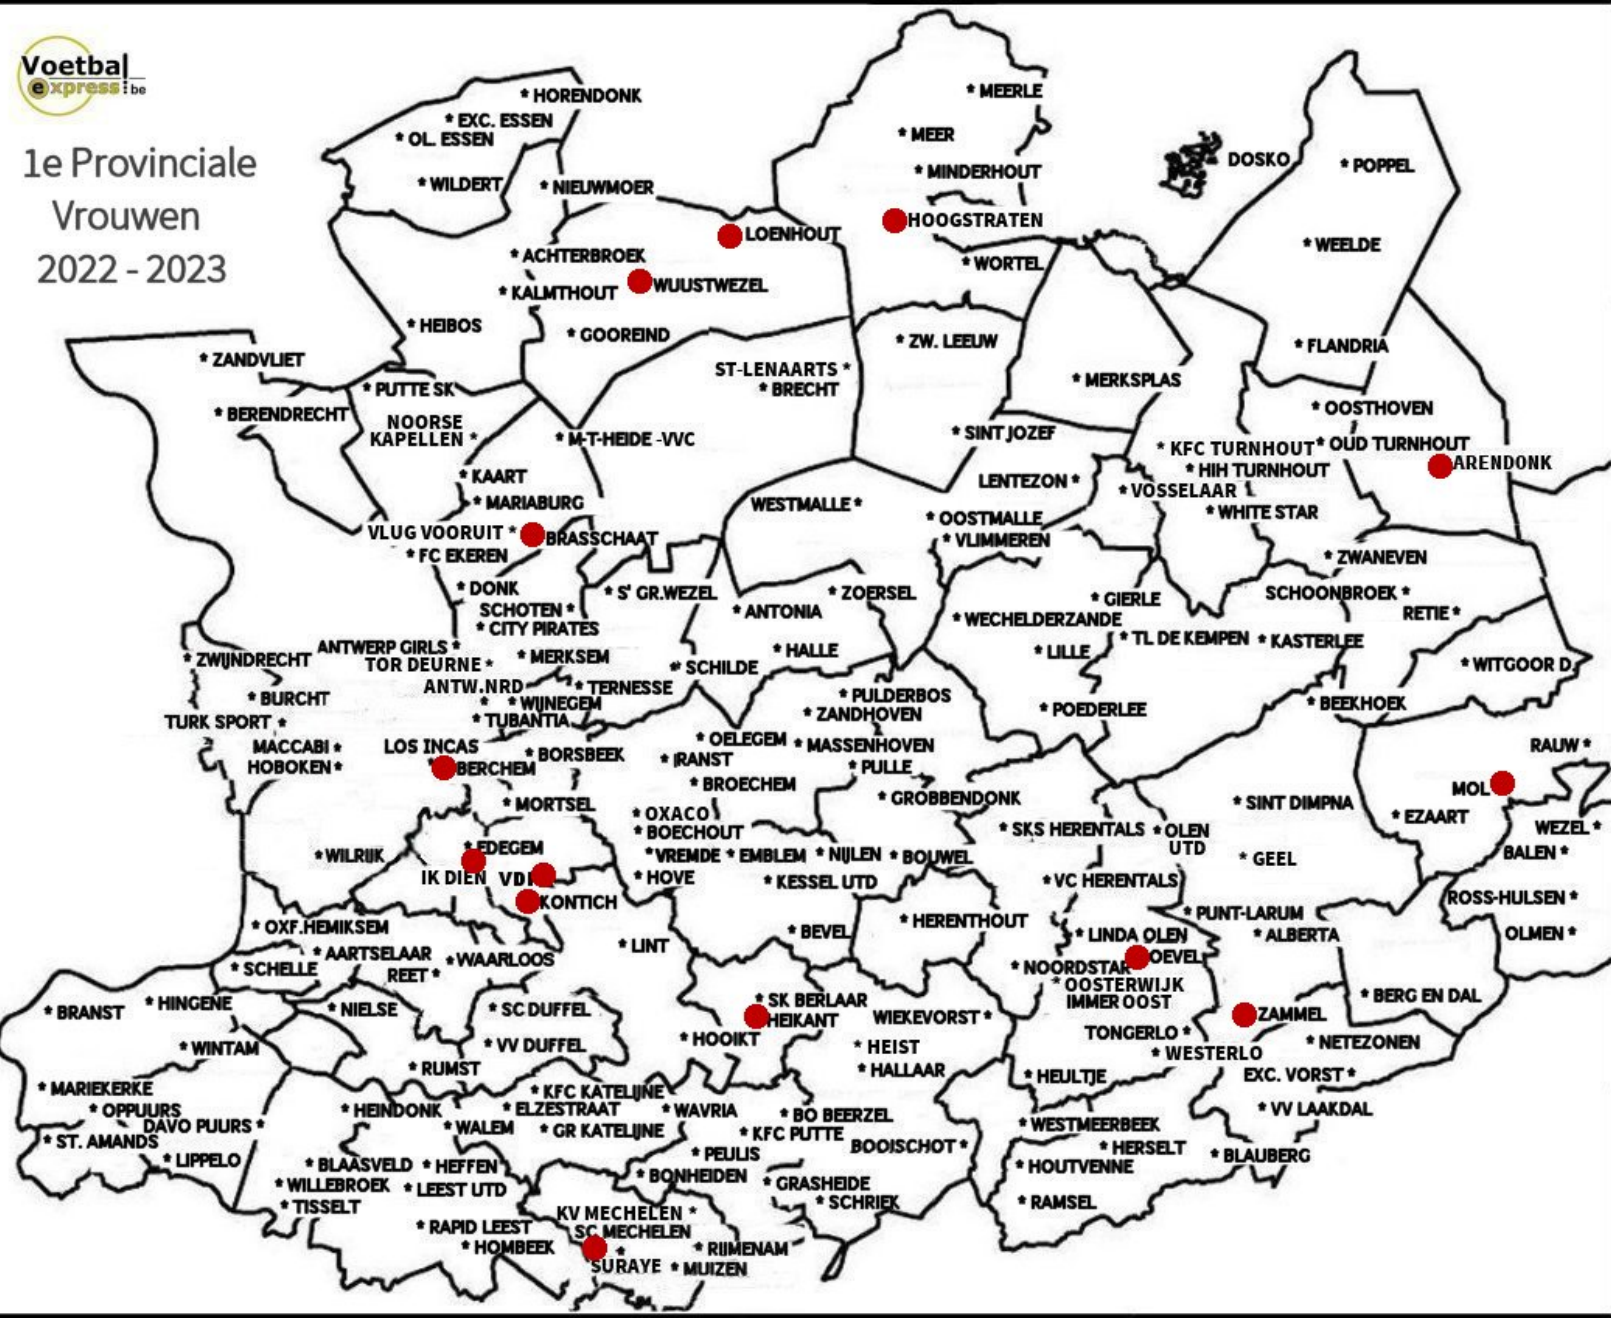 Voetbal
express.be
1e Provinciale
Vrouwen
2022 - 2023
* HORENDONK
* EXC. ESSEN
* OL. ESSEN
* WILDERT
* NIEUWMOER
* MEERLE
* MEER
* MINDERHOUT
HOOGSTRATEN
* WORTEL
DOSKO
* POPPEL
* WEELDE
* FLANDRIA
LOENHOUT
* ACHTERBROEK
WUUSTWEZEL
* KALMTHOUT
* HEIBOS
* GOOREIND
* ZANDVLIET
* BERENDRECHT
* PUTTE SK
NOORSE
KAPELLEN *
ST-LENAARTS *
* BRECHT
* ZW. LEEUW
* MERKSPLAS
* M-T-HEIDE -VVC
* SINT JOZEF
* OOSTHOVEN
* KFC TURNHOUT
* OUD TURNHOUT
* HIH TURNHOUT
ARENDONK
LENTEZON *
* VOSSELAAR
* WHITE STAR
* KAART
* MARIABURG
VLUG VOORUIT *
BRASSCHAAT
* FC EKEREN
WESTMALLE *
* OOSTMALLE
* VLIMMEREN
* ZWANEVEN
SCHOONBROEK *
RETIE *
* DONK
SCHOTEN *
* CITY PIRATES
* S' GR.WEZEL
* ANTONIA
* ZOERSEL
* GIERLE
* WECHELDERZANDE
* TL DE KEMPEN
* KASTERLEE
* LILLE
* WITGOOR D.
ANTWERP GIRLS *
TOR DEURNE *
* MERKSEM
* HALLE
* SCHILDE
* ZWIJNDRECHT
ANTW.NRD
*
* TERNESSE
* BURCHT
* WIJNEGEM
* TUBANTIA
TURK SPORT *
* PULDERBOS
* ZANDHOVEN
* POEDERLEE
* BEEKHOEK
MACCABI *
HOBOKEN *
LOS INCAS
BERCHEM
* BORSBEEK
* OELEGEM
* RANST
* MASSENHOVEN
* PULLE
* BROECHEM
* GROBBENDONK
RAUW *
MOL
* EZAART
WEZEL *
BALEN *
* SINT DIMPNA
* MORTSEL
* OXACO
* BOECHOUT
* SKS HERENTALS
* OLEN
UTD
* GEEL
* WILRIJK
* EDEGEM
IK DIEN
* VREMDE
* EMBLEM
* NIJLEN
* BOUWEL
* HOVE
* KESSEL UTD
* VC HERENTALS
ROSS-HULSEN *
KONTICH
* HERENTHOUT
* PUNT-LARUM
* ALBERTA
OLMEN *
* OXF.HEMIKSEM
* LINT
* BEVEL
* LINDA OLEN
OEVEL
* AARTSELAAR
* SCHELLE
REET *
* WAARLOOS
* NOORDSTAR
* OOSTERWIJK
IMMER OOST
* BERG EN DAL
* BRANST
* HINGENE
* NIELSE
* SC DUFFEL
* SK BERLAAR
HEIKANT
WIEKEVORST *
ZAMMEL
TONGERLO *
* NETEZONEN
* WINTAM
* VV DUFFEL
* HOOIKT
* HEIST
* WESTERLO
* RUMST
* HALLAAR
* HEULTJE
EXC. VORST *
* MARIEKERKE
* KFC KATELIJNE
* OPPUURS
* HEINDONK
* ELZESTRAAT
* WAVRIA
* BO BEERZEL
* VV LAAKDAL
DAVO PUURS *
* WALEM
* GR KATELIJNE
* KFC PUTTE
* WESTMEERBEEK
* ST. AMANDS
BOOISCHOT *
* HERSELT
* BLAUBERG
* LIPPELO
* BLAASVELD
* HEFFEN
* PEULIS
* HOUTVENNE
* WILLEBROEK
* LEEST UTD
* BONHEIDEN
* GRASHEIDE
* TISSELT
* SCHRIEK
* RAMSEL
KV MECHELEN *
* RAPID LEEST
SC MECHELEN
* HOMBEEK
*
* RIJMENAM
SURAYE
* MUIZEN